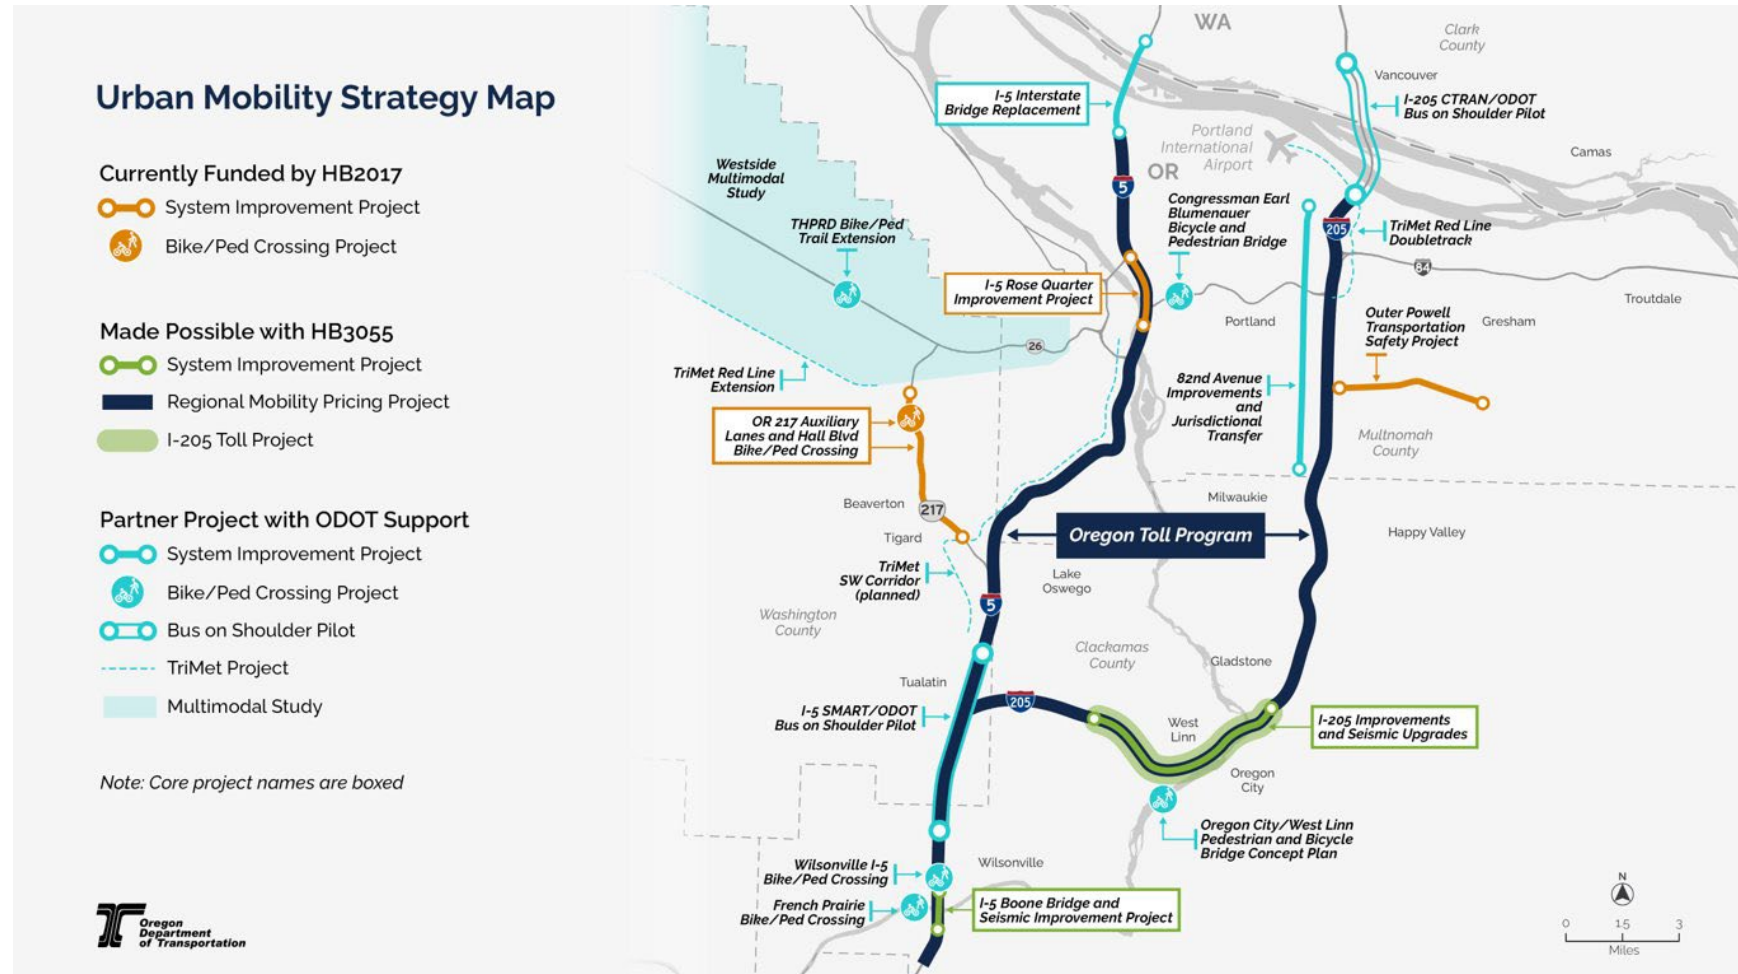 Urban Mobility Strategy Map
Currently Funded by HB2017
System Improvement Project
Bike/Ped Crossing Project
Made Possible with HB3055
System Improvement Project
Regional Mobility Pricing Project
I-205 Toll Project
Partner Project with ODOT Support
System Improvement Project
Bike/Ped Crossing Project
Bus on Shoulder Pilot
TriMet Project
Multimodal Study
Note: Core project names are boxed
Oregon
Department
of Transportation
WA
Clark
County
Vancouver
I-5 Interstate
Bridge Replacement
I-205 CTRAN/ODOT
Bus on Shoulder Pilot
Portland
International
Airport
Camas
OR
Westside
Multimodal
Study
5
Congressman Earl
Blumenauer
Bicycle and
Pedestrian Bridge
THPRD Bike/Ped
Trail Extension
205
TriMet Red Line
Doubletrack
84
I-5 Rose Quarter
Improvement Project
Troutdale
Portland
Outer Powell
Transportation
Safety Project
Gresham
26
TriMet Red Line
Extension
82nd Avenue
Improvements
and
Jurisdictional
Transfer
OR 217 Auxiliary
Lanes and Hall Blvd
Bike/Ped Crossing
Multnomah
County
Beaverton
217
Milwaukie
Tigard
Oregon Toll Program
Happy Valley
TriMet
SW Corridor
(planned)
Lake
Oswego
5
Washington
County
Clackamas
County
Gladstone
Tualatin
205
I-5 SMART/ODOT
Bus on Shoulder Pilot
West
Linn
I-205 Improvements
and Seismic Upgrades
Oregon
City
Oregon City/West Linn
Pedestrian and Bicycle
Bridge Concept Plan
Wilsonville I-5
Bike/Ped Crossing
Wilsonville
French Prairie
Bike/Ped Crossing
I-5 Boone Bridge and
Seismic Improvement Project
N
0 1.5 3
Miles